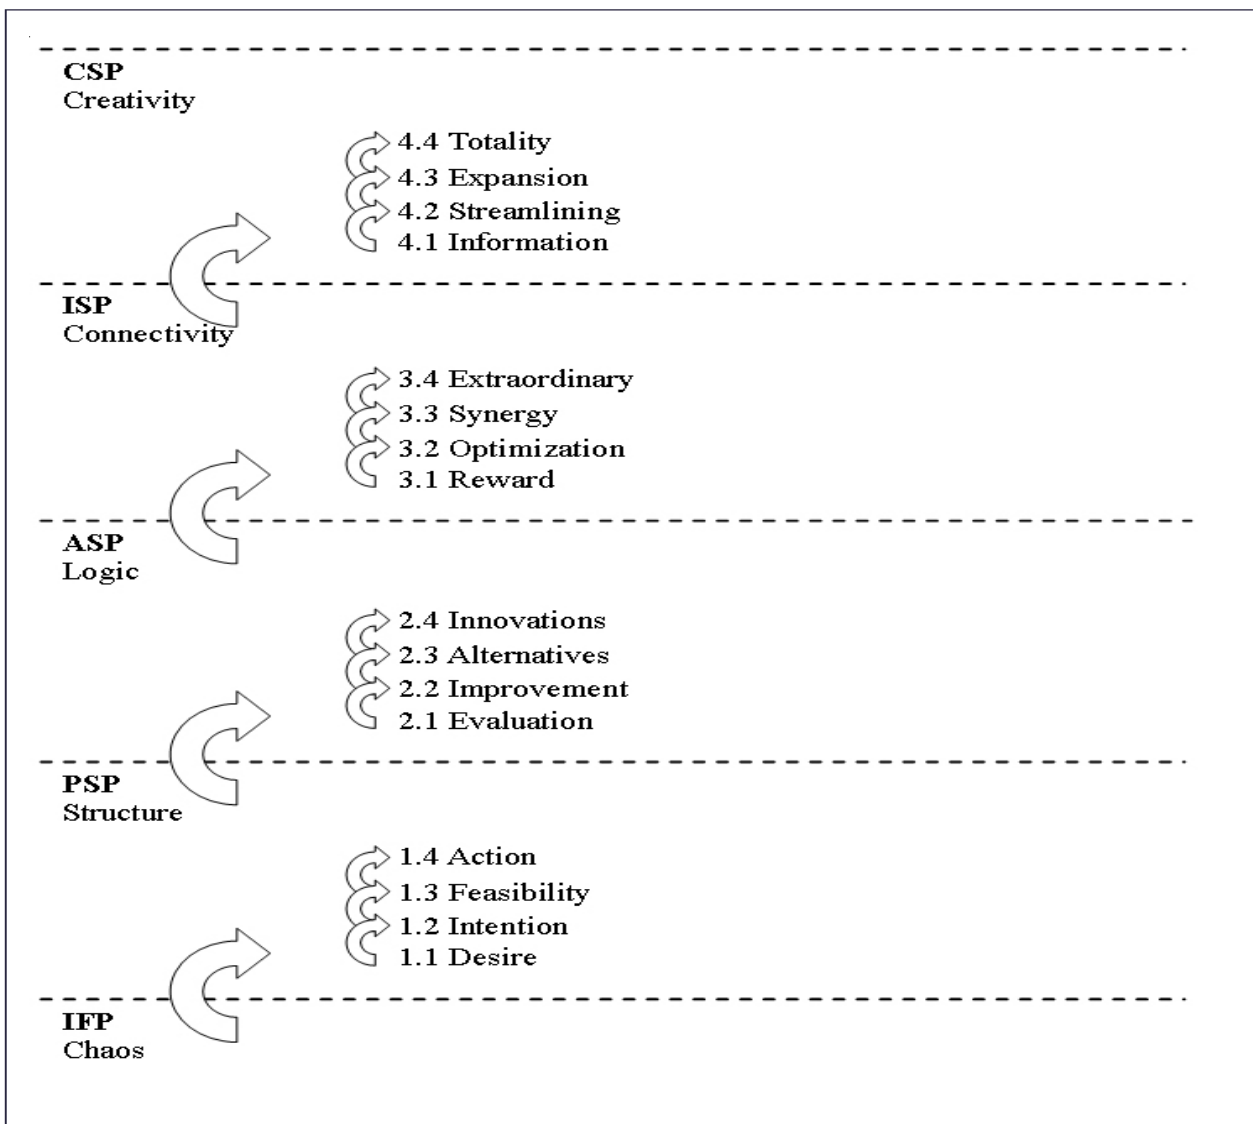 CSP
Creativity
4.4 Totality
4.3 Expansion
4.2 Streamlining
4.1 Information
ISP
Connectivity
3.4 Extraordinary
3.3 Synergy
3.2 Optimization
3.1 Reward
ASP
Logic
2.4 Innovations
2.3 Alternatives
2.2 Improvement
2.1 Evaluation
PSP
Structure
1.4 Action
1.3 Feasibility
1.2 Intention
1.1 Desire
IFP
Chaos